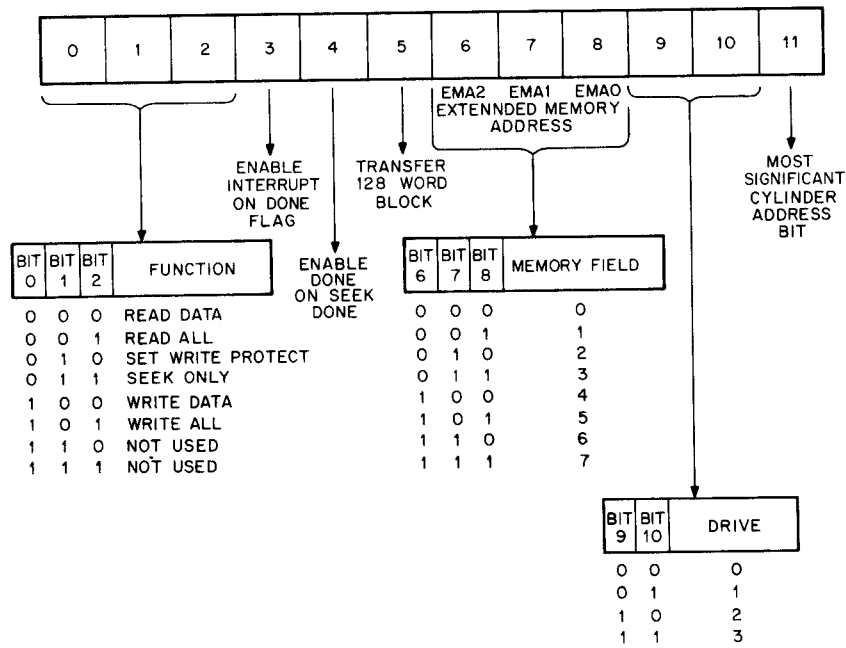 0 1 2 3 4 5 6 7 8 9 10 11
EMA2 EMA1 EMA0
EXTENNDED MEMORY
ADDRESS
ENABLE
INTERRUPT
ON DONE
FLAG
TRANSFER
128 WORD
BLOCK
MOST
SIGNIFICANT
CYLINDER
ADDRESS
BIT
ENABLE
DONE
ON SEEK
DONE
BIT 0 BIT 1 BIT 2 FUNCTION
0 0 0 READ DATA
0 0 1 READ ALL
0 1 0 SET WRITE PROTECT
0 1 1 SEEK ONLY
1 0 0 WRITE DATA
1 0 1 WRITE ALL
1 1 0 NOT USED
1 1 1 NOT USED
BIT 6 BIT 7 BIT 8 MEMORY FIELD
0 0 0 0
0 0 1 1
0 1 0 2
0 1 1 3
1 0 0 4
1 0 1 5
1 1 0 6
1 1 1 7
BIT 9 BIT 10 DRIVE
0 0 0
0 1 1
1 0 2
1 1 3